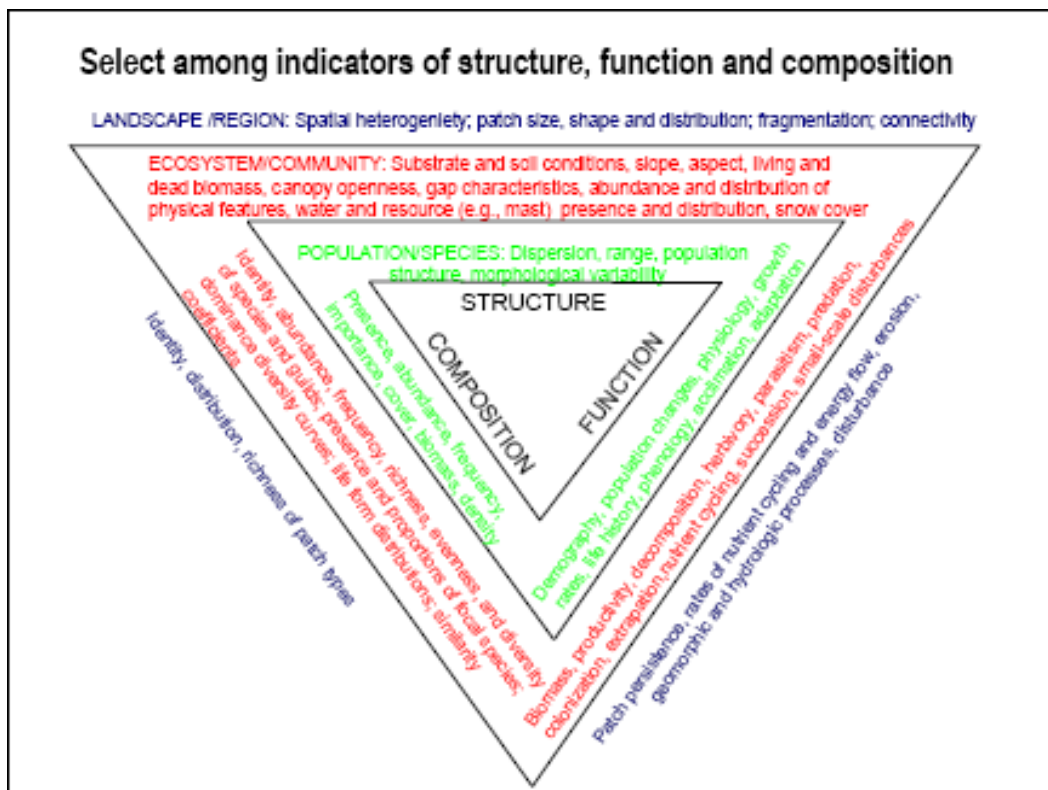 Select among indicators of structure, function and composition
LANDSCAPE /REGION: Spatial heterogeniety; patch size, shape and distribution; fragmentation; connectivity
ECOSYSTEM/COMMUNITY: Substrate and soil conditions, slope, aspect, living and
dead biomass, canopy openness, gap characteristics, abundance and distribution of
physical features, water and resource (e.g., mast) presence and distribution, snow cover
POPULATION/SPECIES: Dispersion, range, population
structure, morphological variability
STRUCTURE
COMPOSITION
FUNCTION
Presence, abundance, frequency,
importance, cover, biomass, density
Identity, abundance, frequency, richness, evenness, and diversity
of species and guilds; presence and proportions of focal species;
dominance diversity curves; life form distributions; similarity
coefficients
Identity, distribution, richness of patch types
Demography, population changes, physiology, growth
rates, life history, phenology, acclimation, adaptation
Biomass, productivity, decomposition, herbivory, parasitism, predation,
colonization, extrapation,nutrient cycling, succession, small-scale disturbances
Patch persistence, rates of nutrient cycling and energy flow, erosion,
geomorphic and hydrologic processes, disturbance